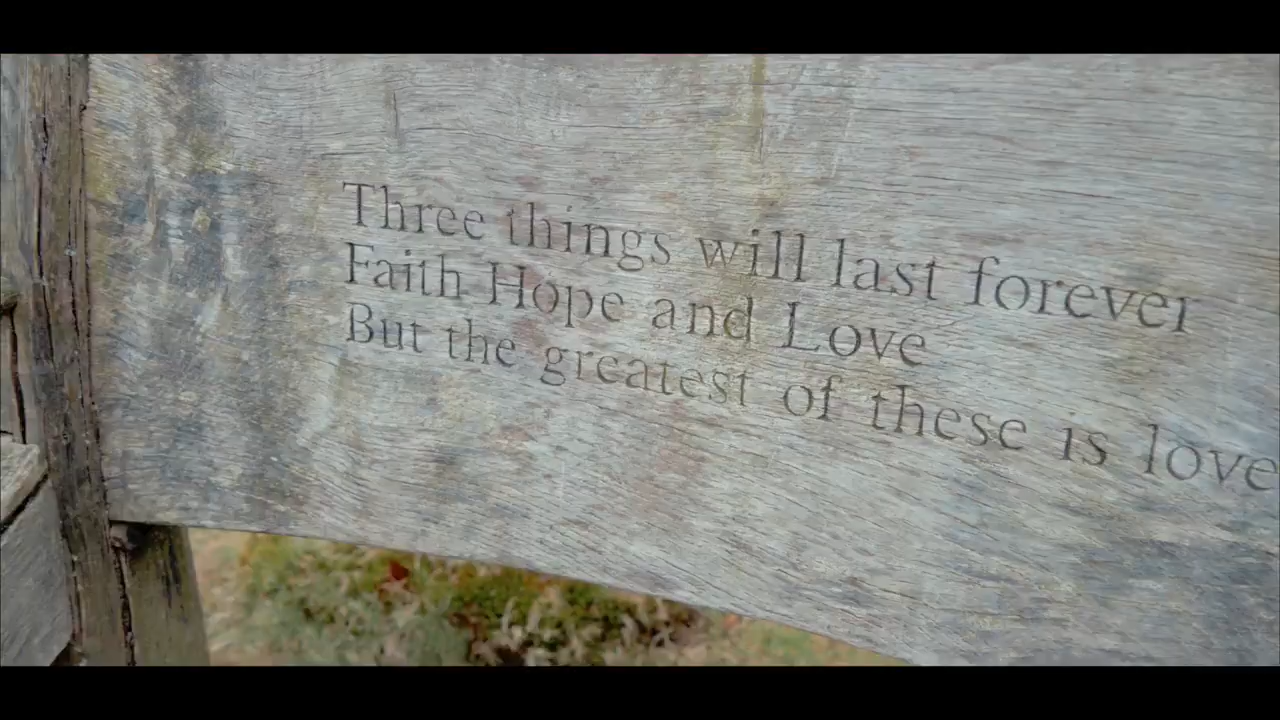 Three things will last forever
Faith Hope and Love
But the greatest of these is love